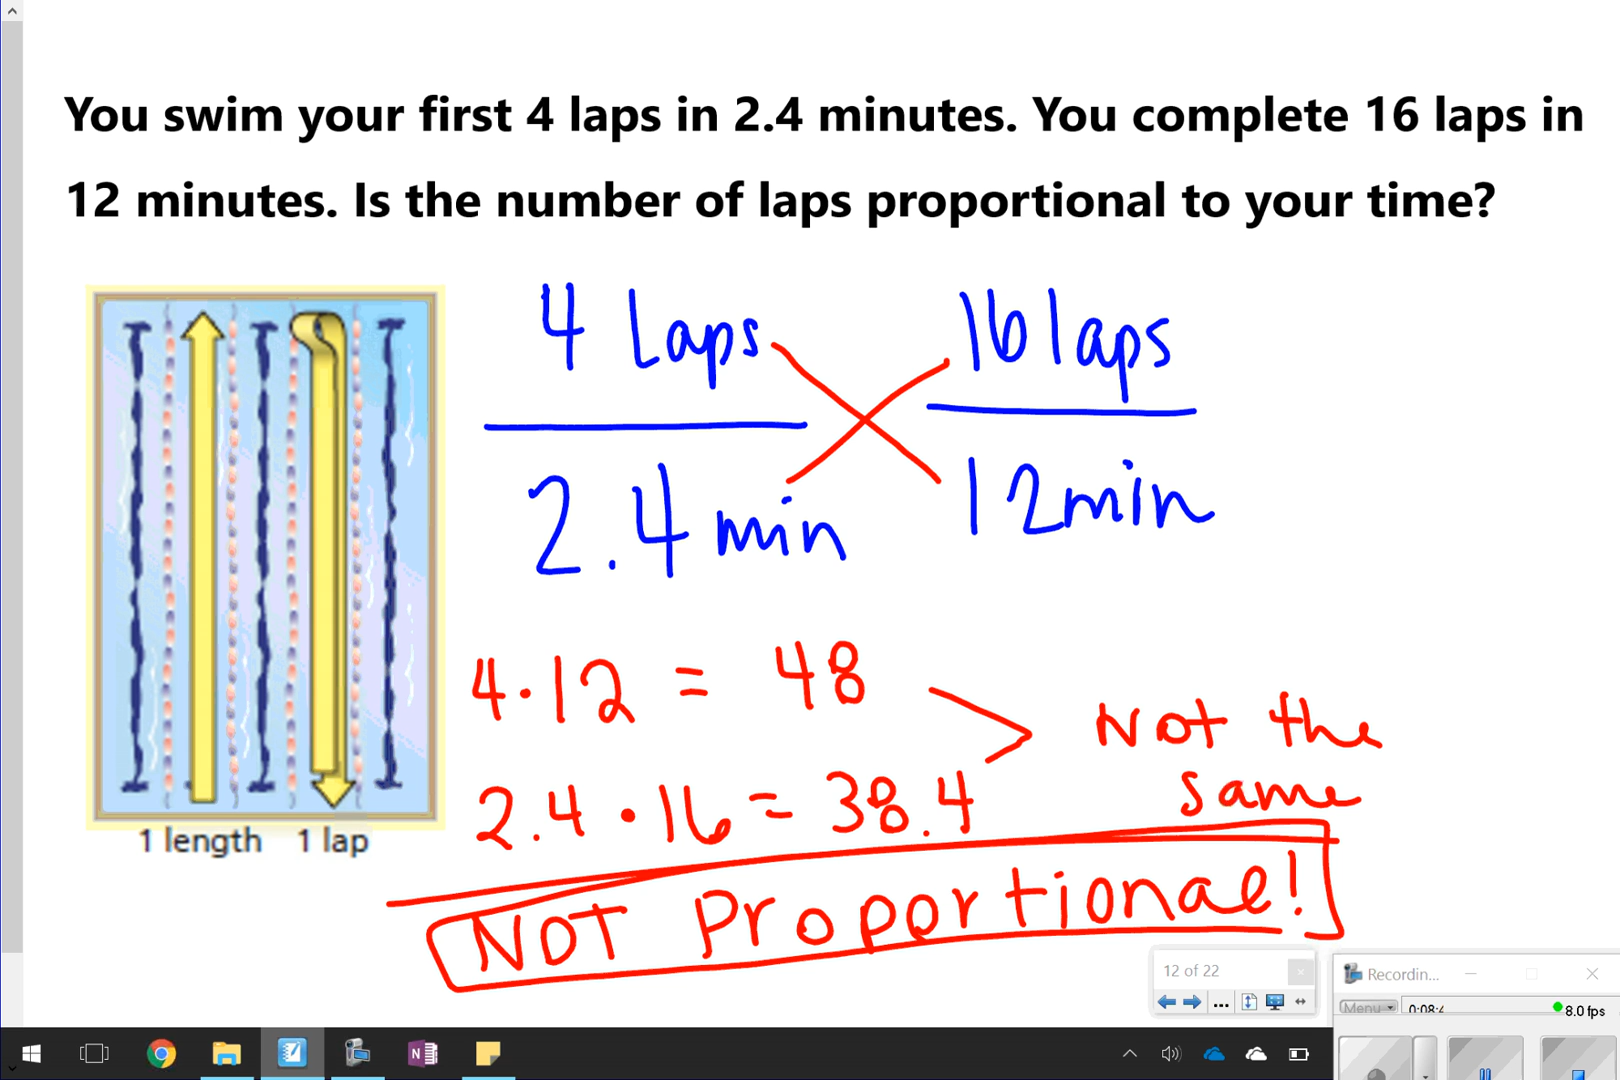 You swim your first 4 laps in 2.4 minutes. You complete 16 laps in
12 minutes. Is the number of laps proportional to your time?
4 Laps 16 laps
2.4 min 12 min
4 · 12 = 48
Not the
same
2.4 · 16 = 38.4
NOT Proportional!
1 length 1 lap
12 of 22
...
Recordin...
Menu
8.0 fps
N